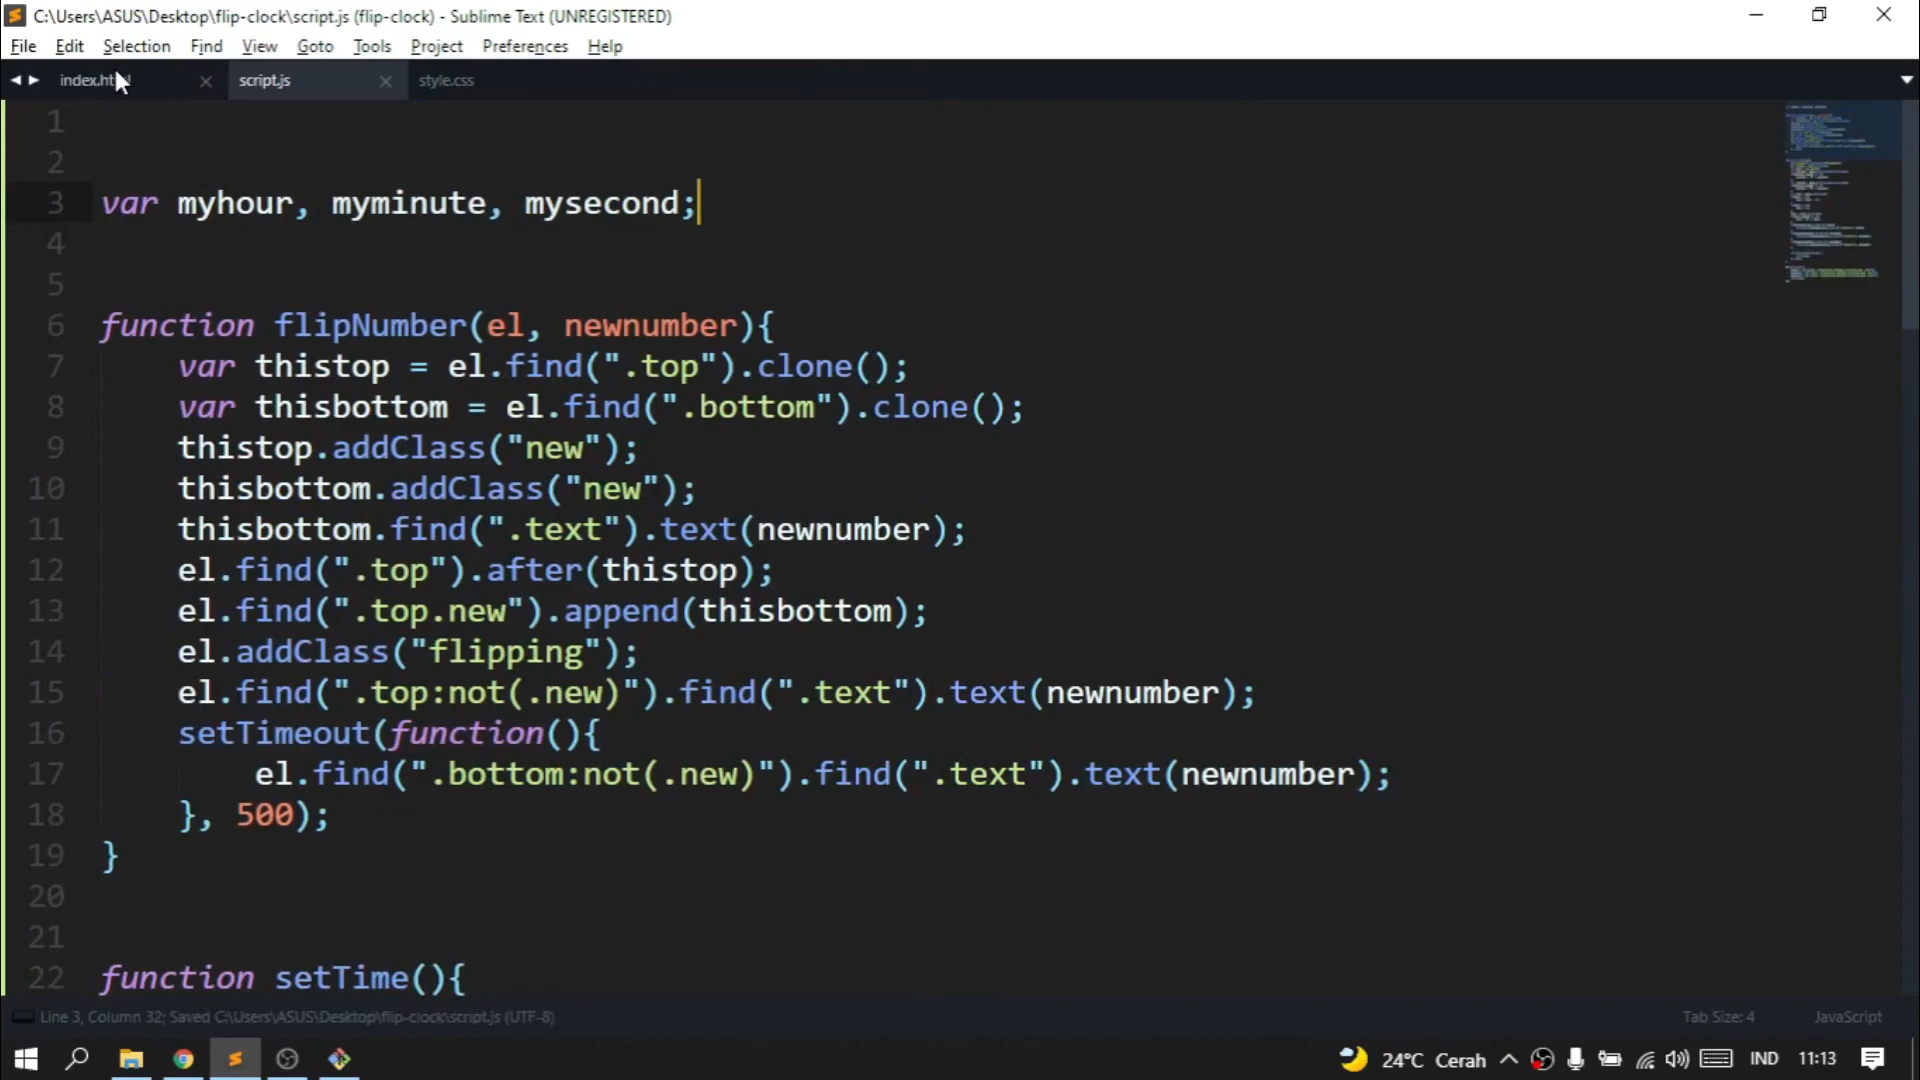 C:\Users\ASUS\Desktop\flip-clock\script.js (flip-clock) - Sublime Text (UNREGISTERED)
File Edit Selection Find View Goto Tools Project Preferences Help
index.html script.js style.css
1
2
3 var myhour, myminute, mysecond;
4
5
6 function flipNumber(el, newnumber){
7 var thistop = el.find(".top").clone();
8 var thisbottom = el.find(".bottom").clone();
9 thistop.addClass("new");
10 thisbottom.addClass("new");
11 thisbottom.find(".text").text(newnumber);
12 el.find(".top").after(thistop);
13 el.find(".top.new").append(thisbottom);
14 el.addClass("flipping");
15 el.find(".top:not(.new)").find(".text").text(newnumber);
16 setTimeout(function(){
17 el.find(".bottom:not(.new)").find(".text").text(newnumber);
18 }, 500);
19 }
20
21
22 function setTime(){
Line 3, Column 32; Saved C:\Users\ASUS\Desktop\flip-clock\script.js (UTF-8) Tab Size: 4 JavaScript
24°C Cerah IND 11:13